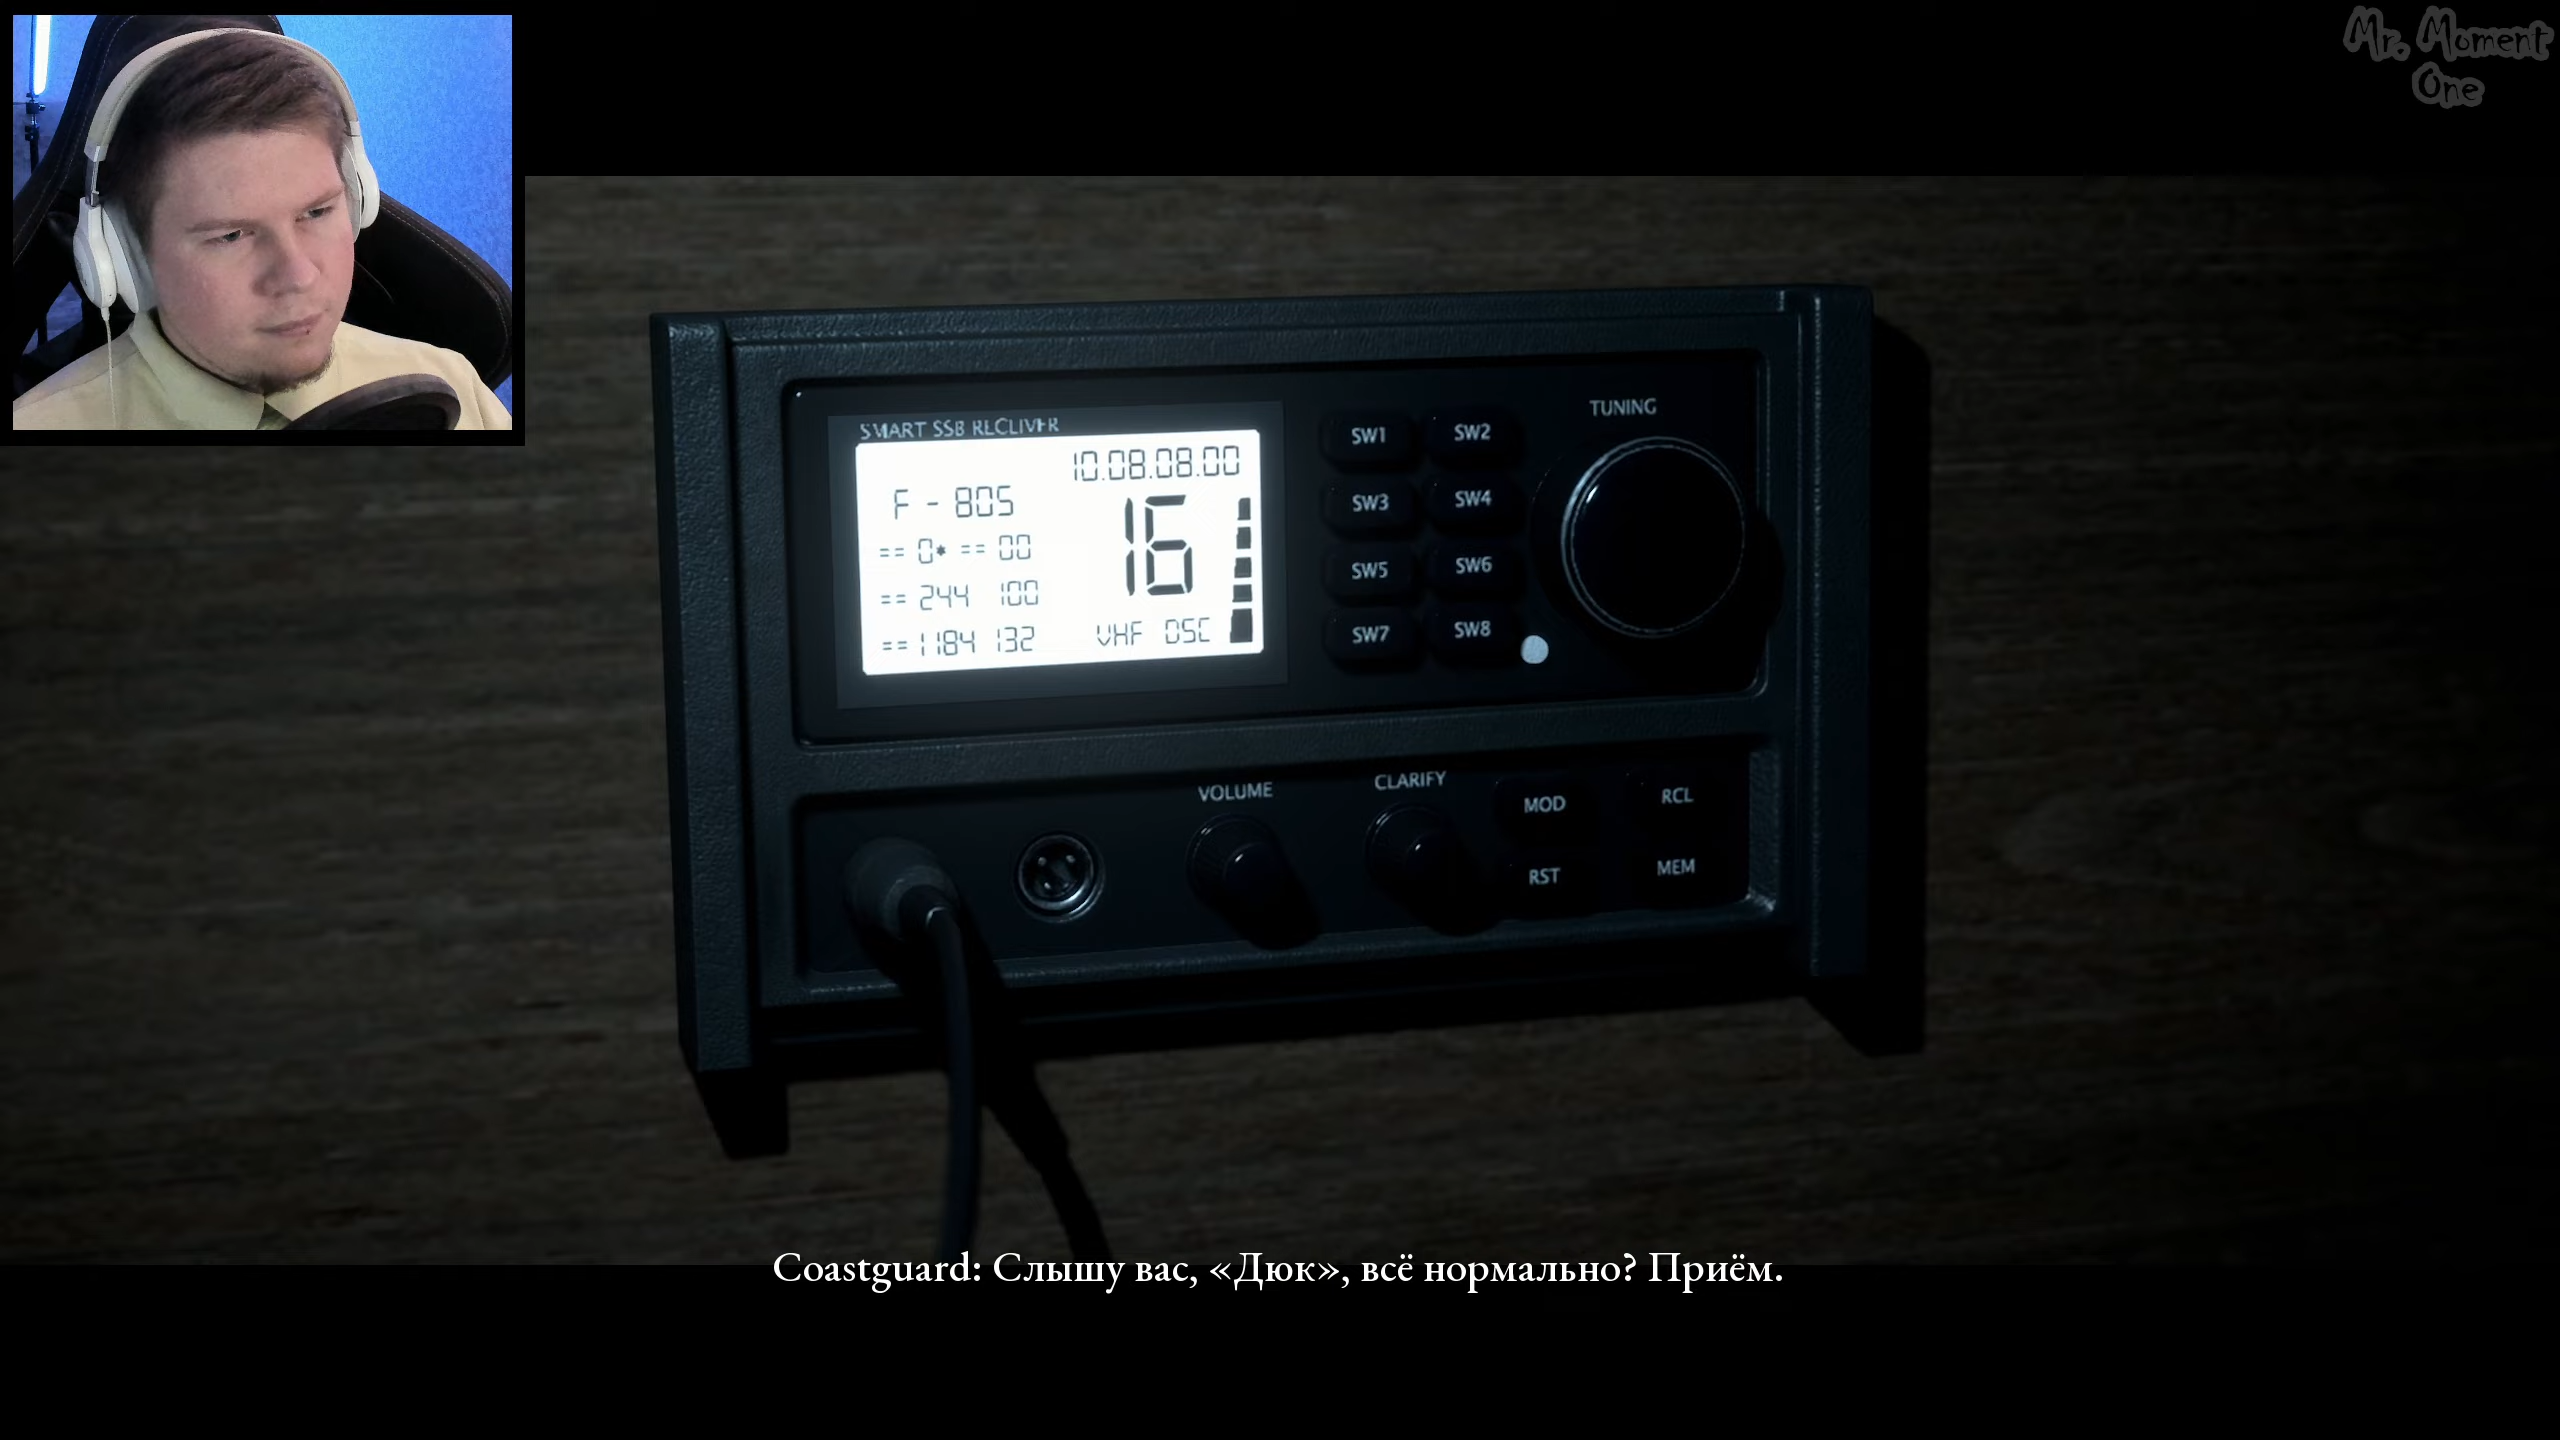 Mr. Moment
One
SMART SSB RECEIVER
10.08.08.00
F - 805
16
== 0* == 00
== 244 100
==1184 132
VHF DSC
TUNING
SW1 SW2
SW3 SW4
SW5 SW6
SW7 SW8
VOLUME
CLARIFY
MOD
RCL
RST
MEM
Coastguard: Слышу вас, «Дюк», всё нормально? Приём.